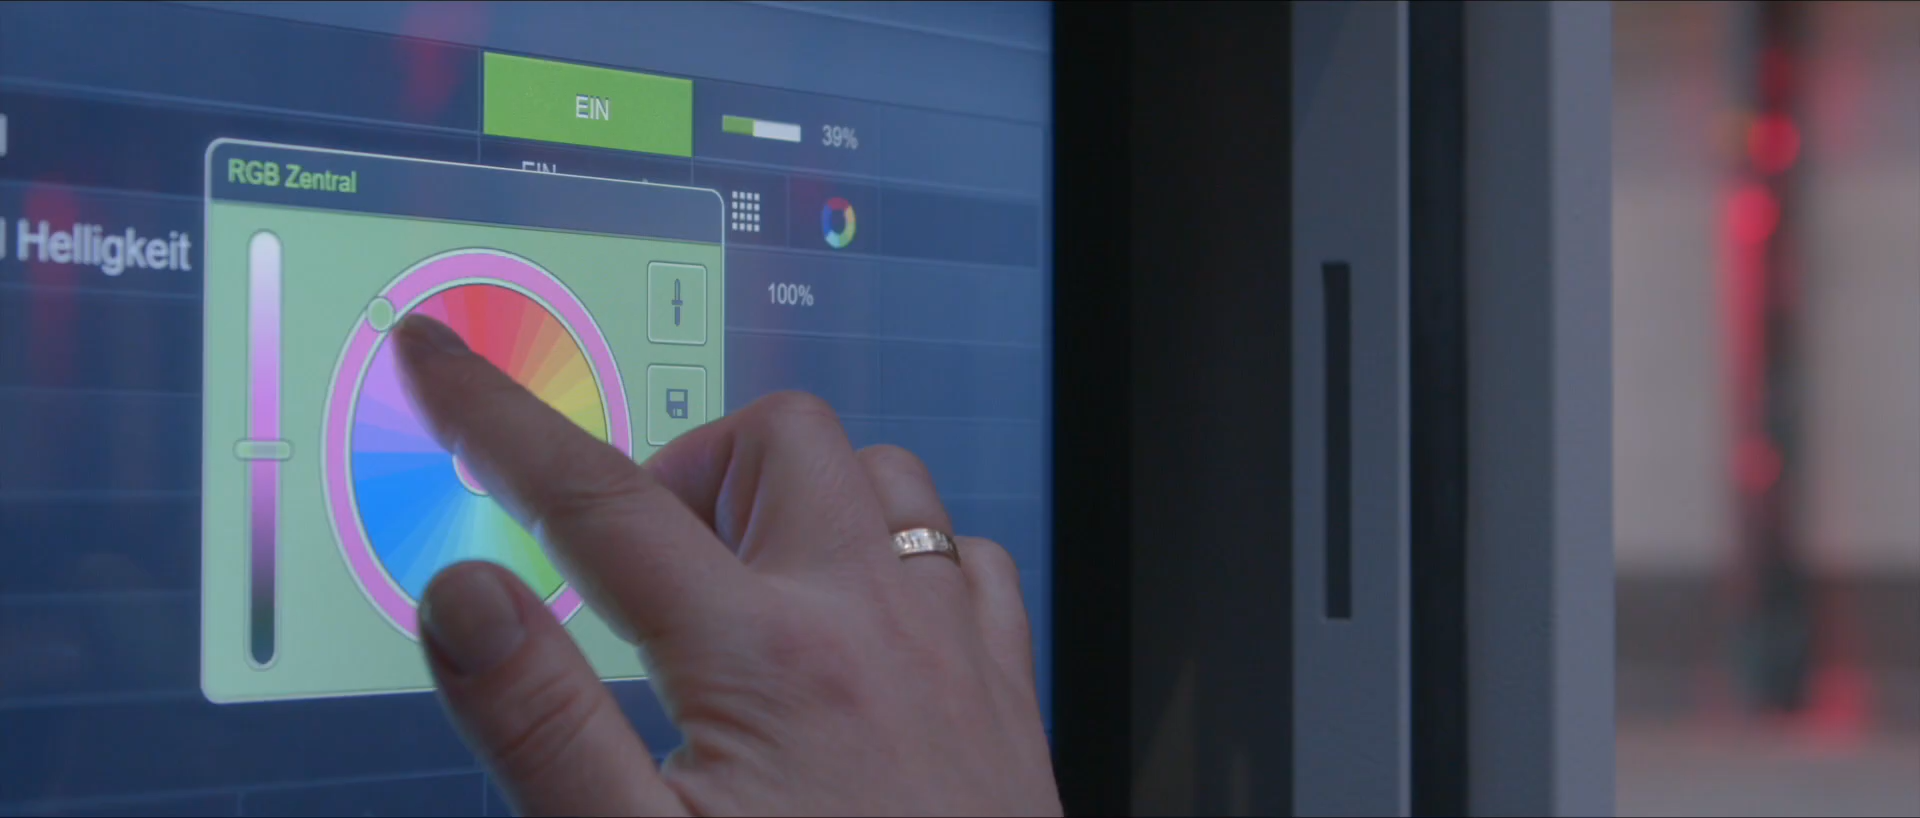 EIN
39%
EIN
RGB Zentral
Helligkeit
100%